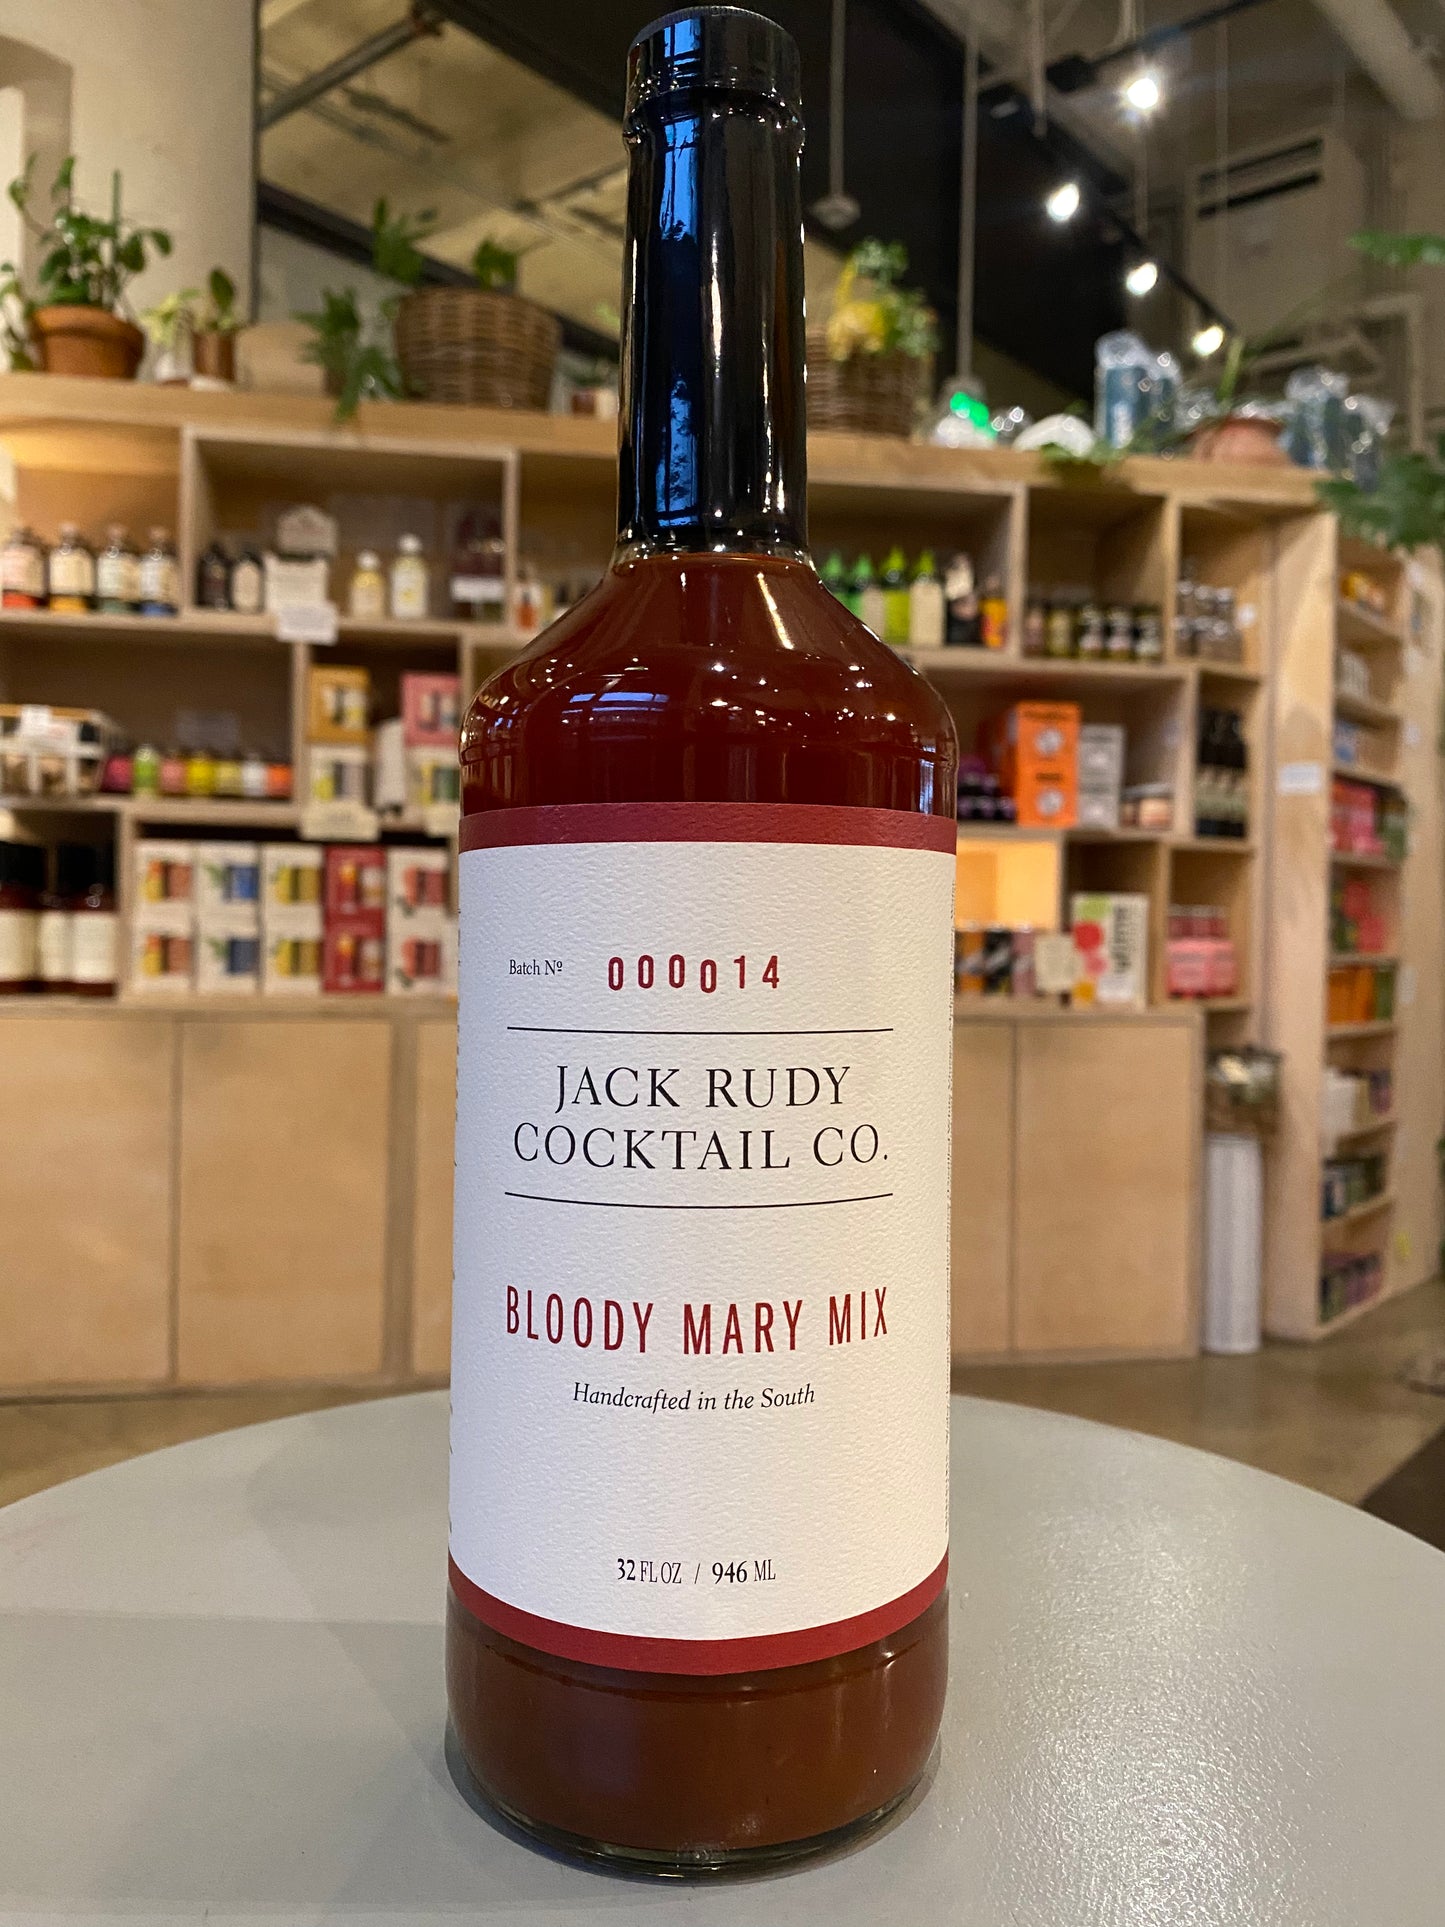 Batch Nº 000014
JACK RUDY
COCKTAIL CO.
BLOODY MARY MIX
Handcrafted in the South
32 FL OZ / 946 ML